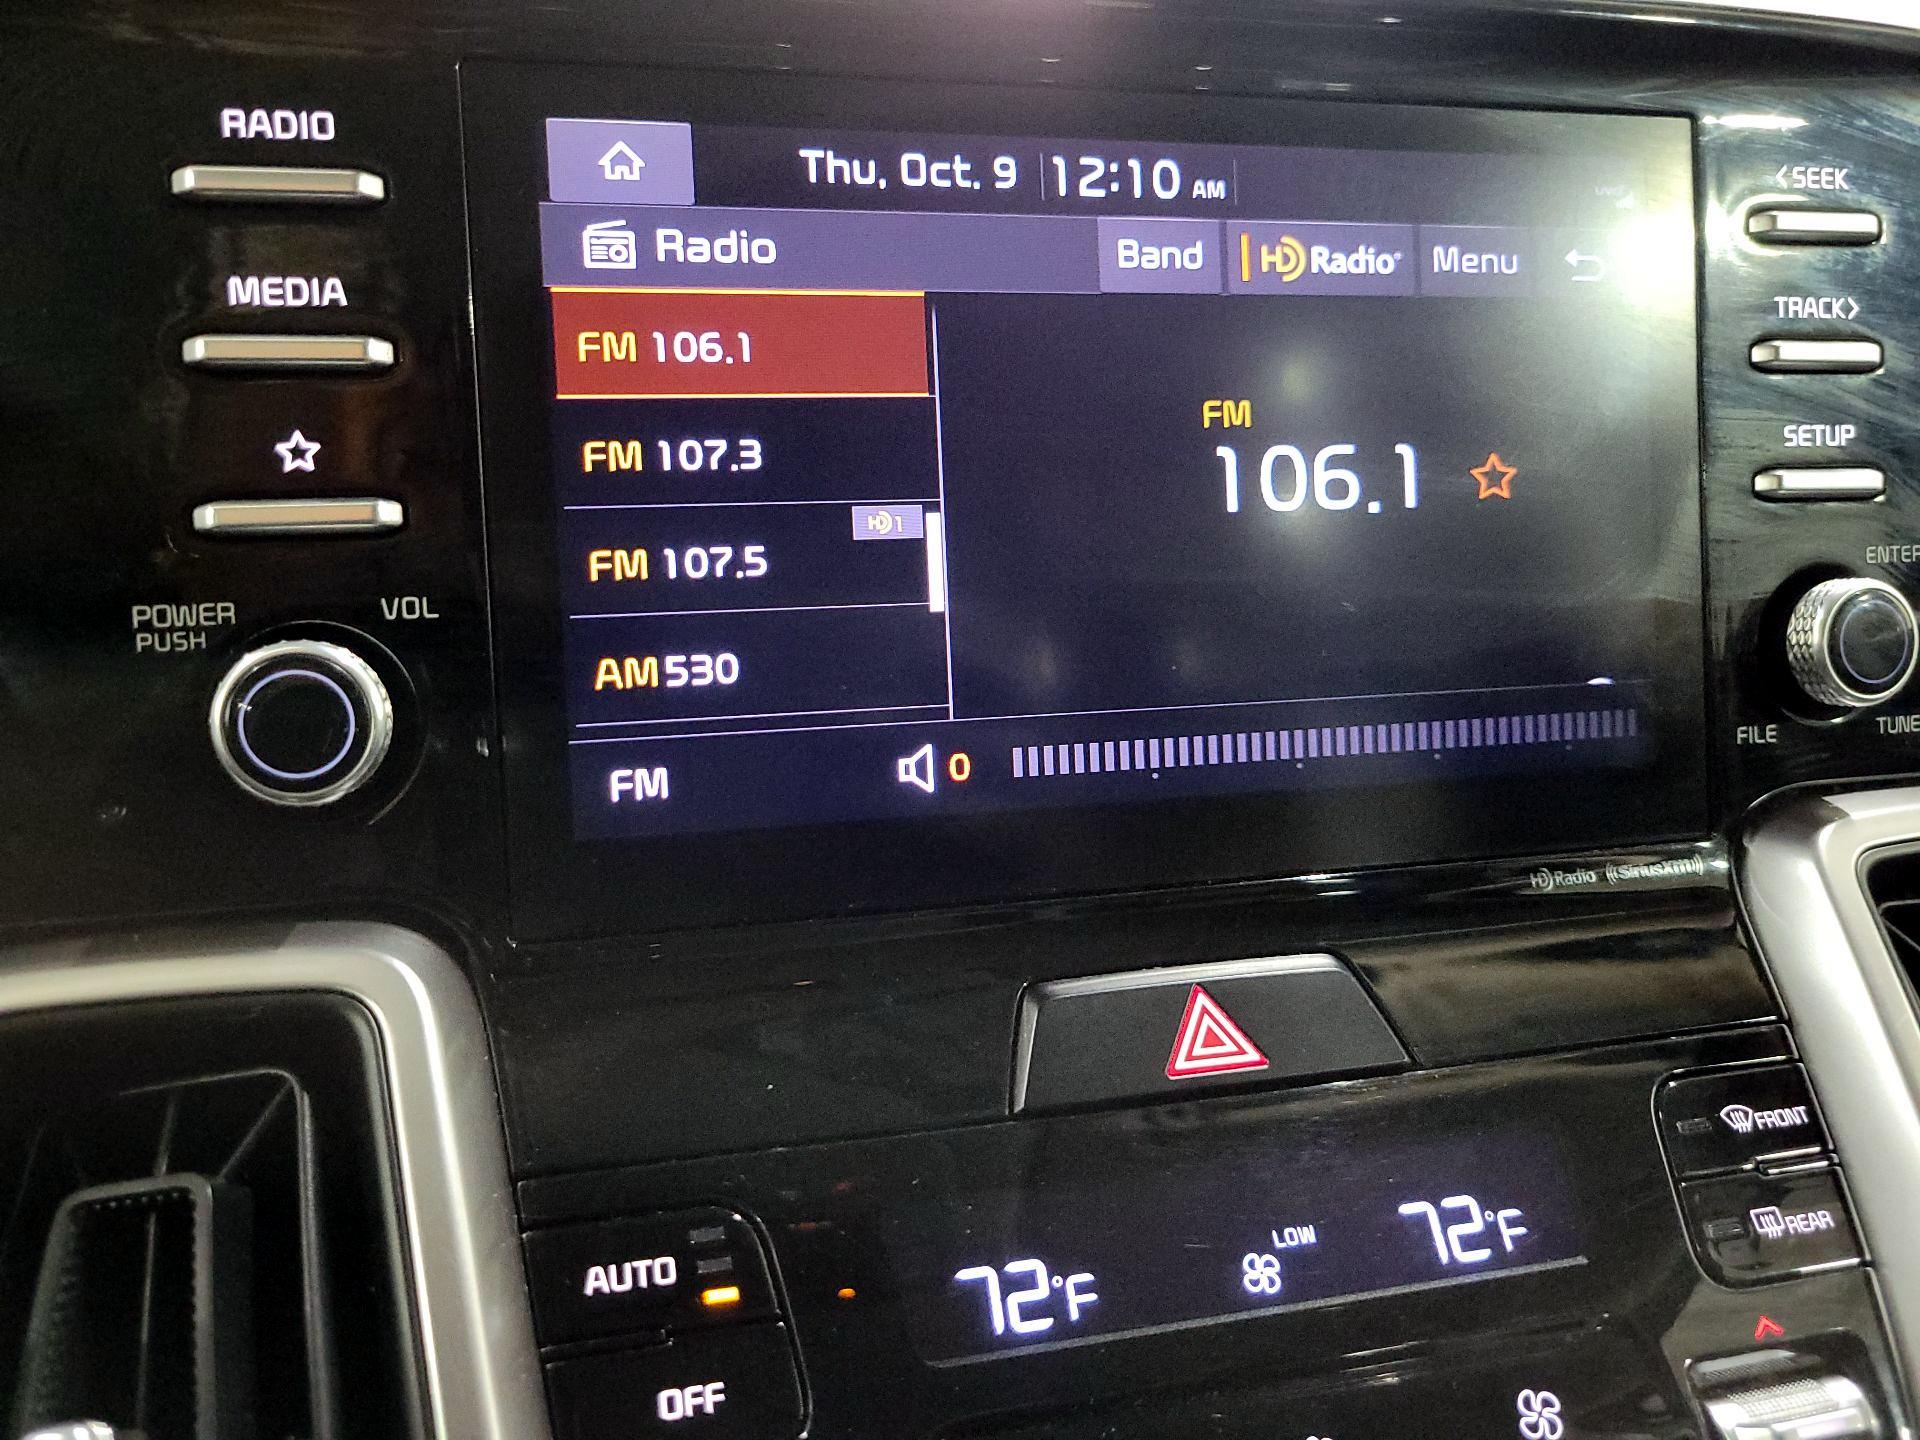 RADIO
MEDIA
POWER
PUSH
VOL
Thu, Oct. 9 12:10 AM
Radio
Band
HD Radio
Menu
FM 106.1
FM 107.3
HD 1
FM 107.5
AM 530
FM
106.1
FM
0
<SEEK
TRACK>
SETUP
ENTER
FILE
TUNE
HD Radio ((SiriusXM))
FRONT
REAR
AUTO
OFF
72°F
LOW
72°F